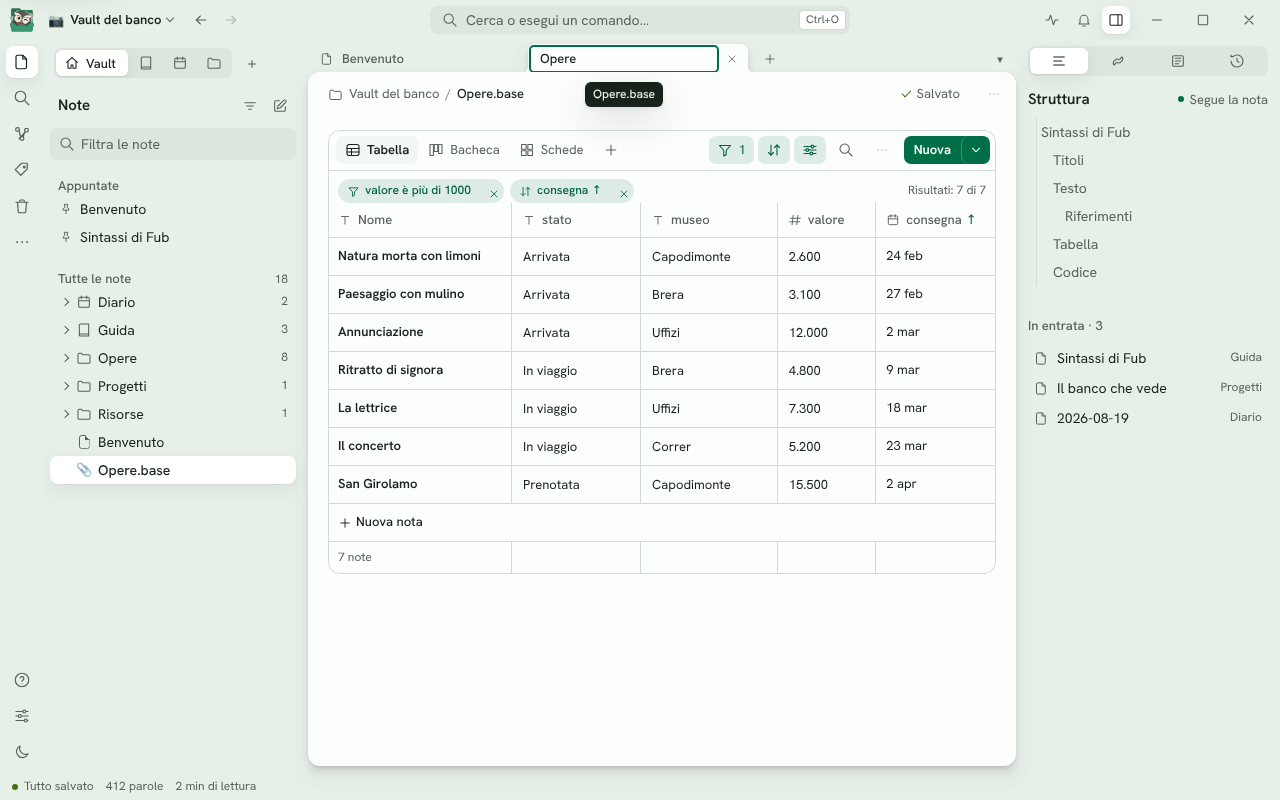 Vault del banco
Cerca o esegui un comando...
Ctrl+O
Vault
Benvenuto
Opere
Note
Filtra le note
Appuntate
Benvenuto
Sintassi di Fub
Tutte le note 18
Diario 2
Guida 3
Opere 8
Progetti 1
Risorse 1
Benvenuto
Opere.base
Vault del banco / Opere.base
Opere.base
Salvato
Tabella
Bacheca
Schede
1
Nuova
valore è più di 1000
consegna ↑
Risultati: 7 di 7
Nome stato museo valore consegna ↑
Natura morta con limoni Arrivata Capodimonte 2.600 24 feb
Paesaggio con mulino Arrivata Brera 3.100 27 feb
Annunciazione Arrivata Uffizi 12.000 2 mar
Ritratto di signora In viaggio Brera 4.800 9 mar
La lettrice In viaggio Uffizi 7.300 18 mar
Il concerto In viaggio Correr 5.200 23 mar
San Girolamo Prenotata Capodimonte 15.500 2 apr
Nuova nota
7 note
Struttura
Segue la nota
Sintassi di Fub
Titoli
Testo
Riferimenti
Tabella
Codice
In entrata · 3
Sintassi di Fub Guida
Il banco che vede Progetti
2026-08-19 Diario
Tutto salvato 412 parole 2 min di lettura